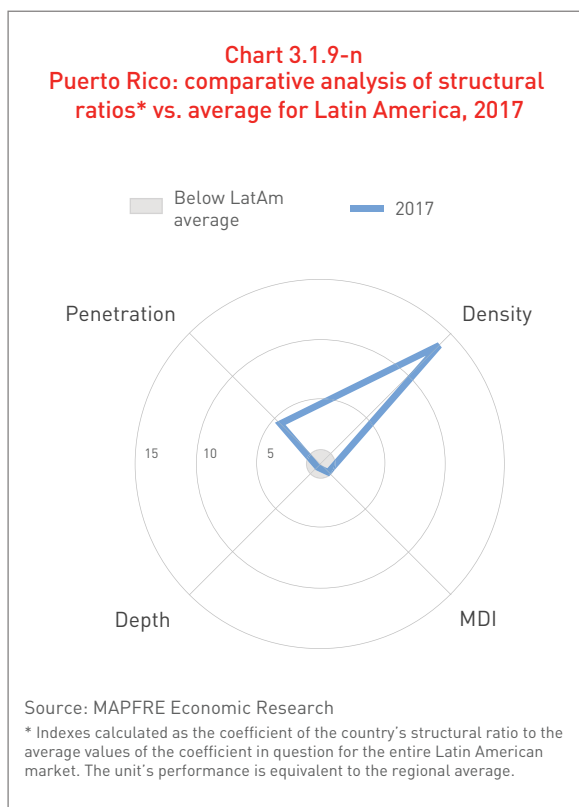 Chart 3.1.9-n
Puerto Rico: comparative analysis of structural
ratios* vs. average for Latin America, 2017
Below LatAm
average
2017
Penetration
Density
15
10
5
Depth
MDI
Source: MAPFRE Economic Research
* Indexes calculated as the coefficient of the country's structural ratio to the
average values of the coefficient in question for the entire Latin American
market. The unit's performance is equivalent to the regional average.